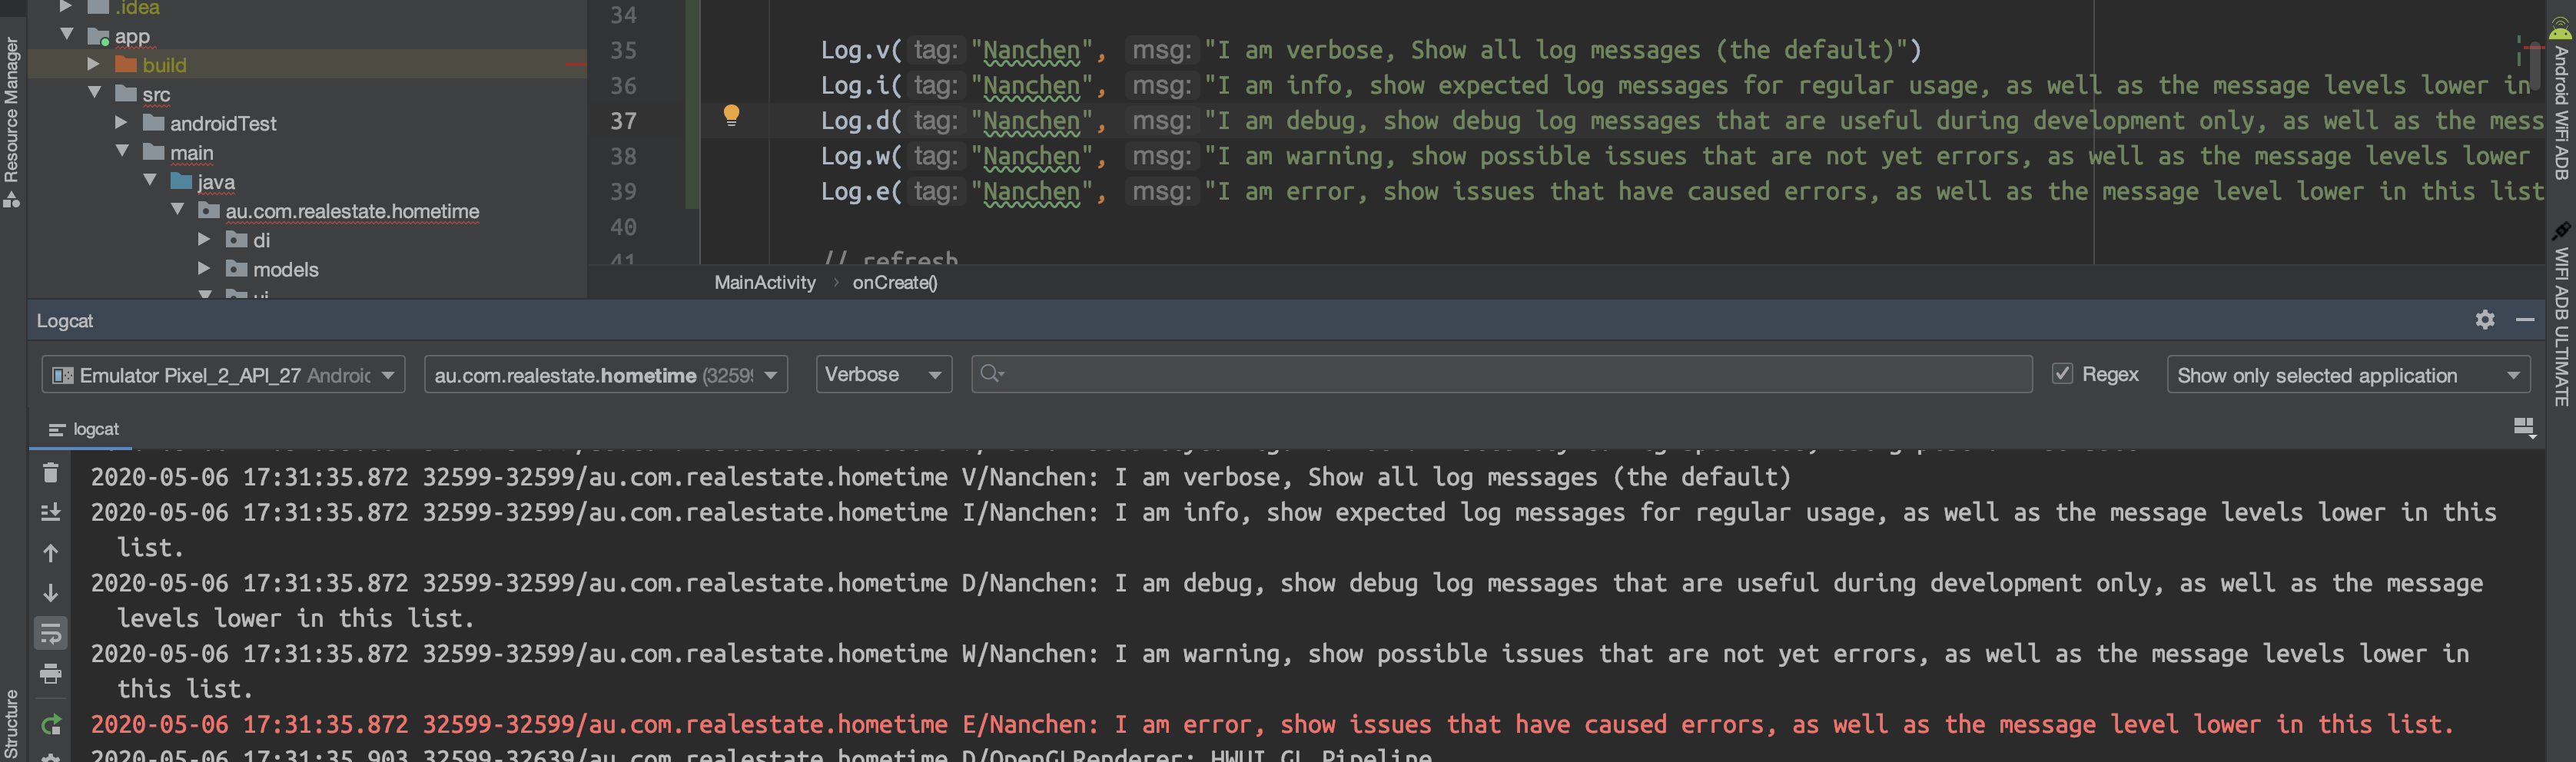 .idea
app
build
src
androidTest
main
java
au.com.realestate.hometime
di
models
ui
Resource Manager
Structure
34
35 Log.v( tag: "Nanchen", msg: "I am verbose, Show all log messages (the default)")
36 Log.i( tag: "Nanchen", msg: "I am info, show expected log messages for regular usage, as well as the message levels lower in
37 Log.d( tag: "Nanchen", msg: "I am debug, show debug log messages that are useful during development only, as well as the mess
38 Log.w( tag: "Nanchen", msg: "I am warning, show possible issues that are not yet errors, as well as the message levels lower
39 Log.e( tag: "Nanchen", msg: "I am error, show issues that have caused errors, as well as the message level lower in this list
40
41 // refresh
MainActivity › onCreate()
Android WiFi ADB
WIFI ADB ULTIMATE
Logcat
Emulator Pixel_2_API_27 Androic
au.com.realestate.hometime (3259
Verbose
Regex
Show only selected application
logcat
2020-05-06 17:31:35.872 32599-32599/au.com.realestate.hometime V/Nanchen: I am verbose, Show all log messages (the default)
2020-05-06 17:31:35.872 32599-32599/au.com.realestate.hometime I/Nanchen: I am info, show expected log messages for regular usage, as well as the message levels lower in this
list.
2020-05-06 17:31:35.872 32599-32599/au.com.realestate.hometime D/Nanchen: I am debug, show debug log messages that are useful during development only, as well as the message
levels lower in this list.
2020-05-06 17:31:35.872 32599-32599/au.com.realestate.hometime W/Nanchen: I am warning, show possible issues that are not yet errors, as well as the message levels lower in
this list.
2020-05-06 17:31:35.872 32599-32599/au.com.realestate.hometime E/Nanchen: I am error, show issues that have caused errors, as well as the message level lower in this list.
2020-05-06 17:31:35.903 32599-32639/au.com.realestate.hometime D/OpenGLRenderer: HWUI GL Pipeline